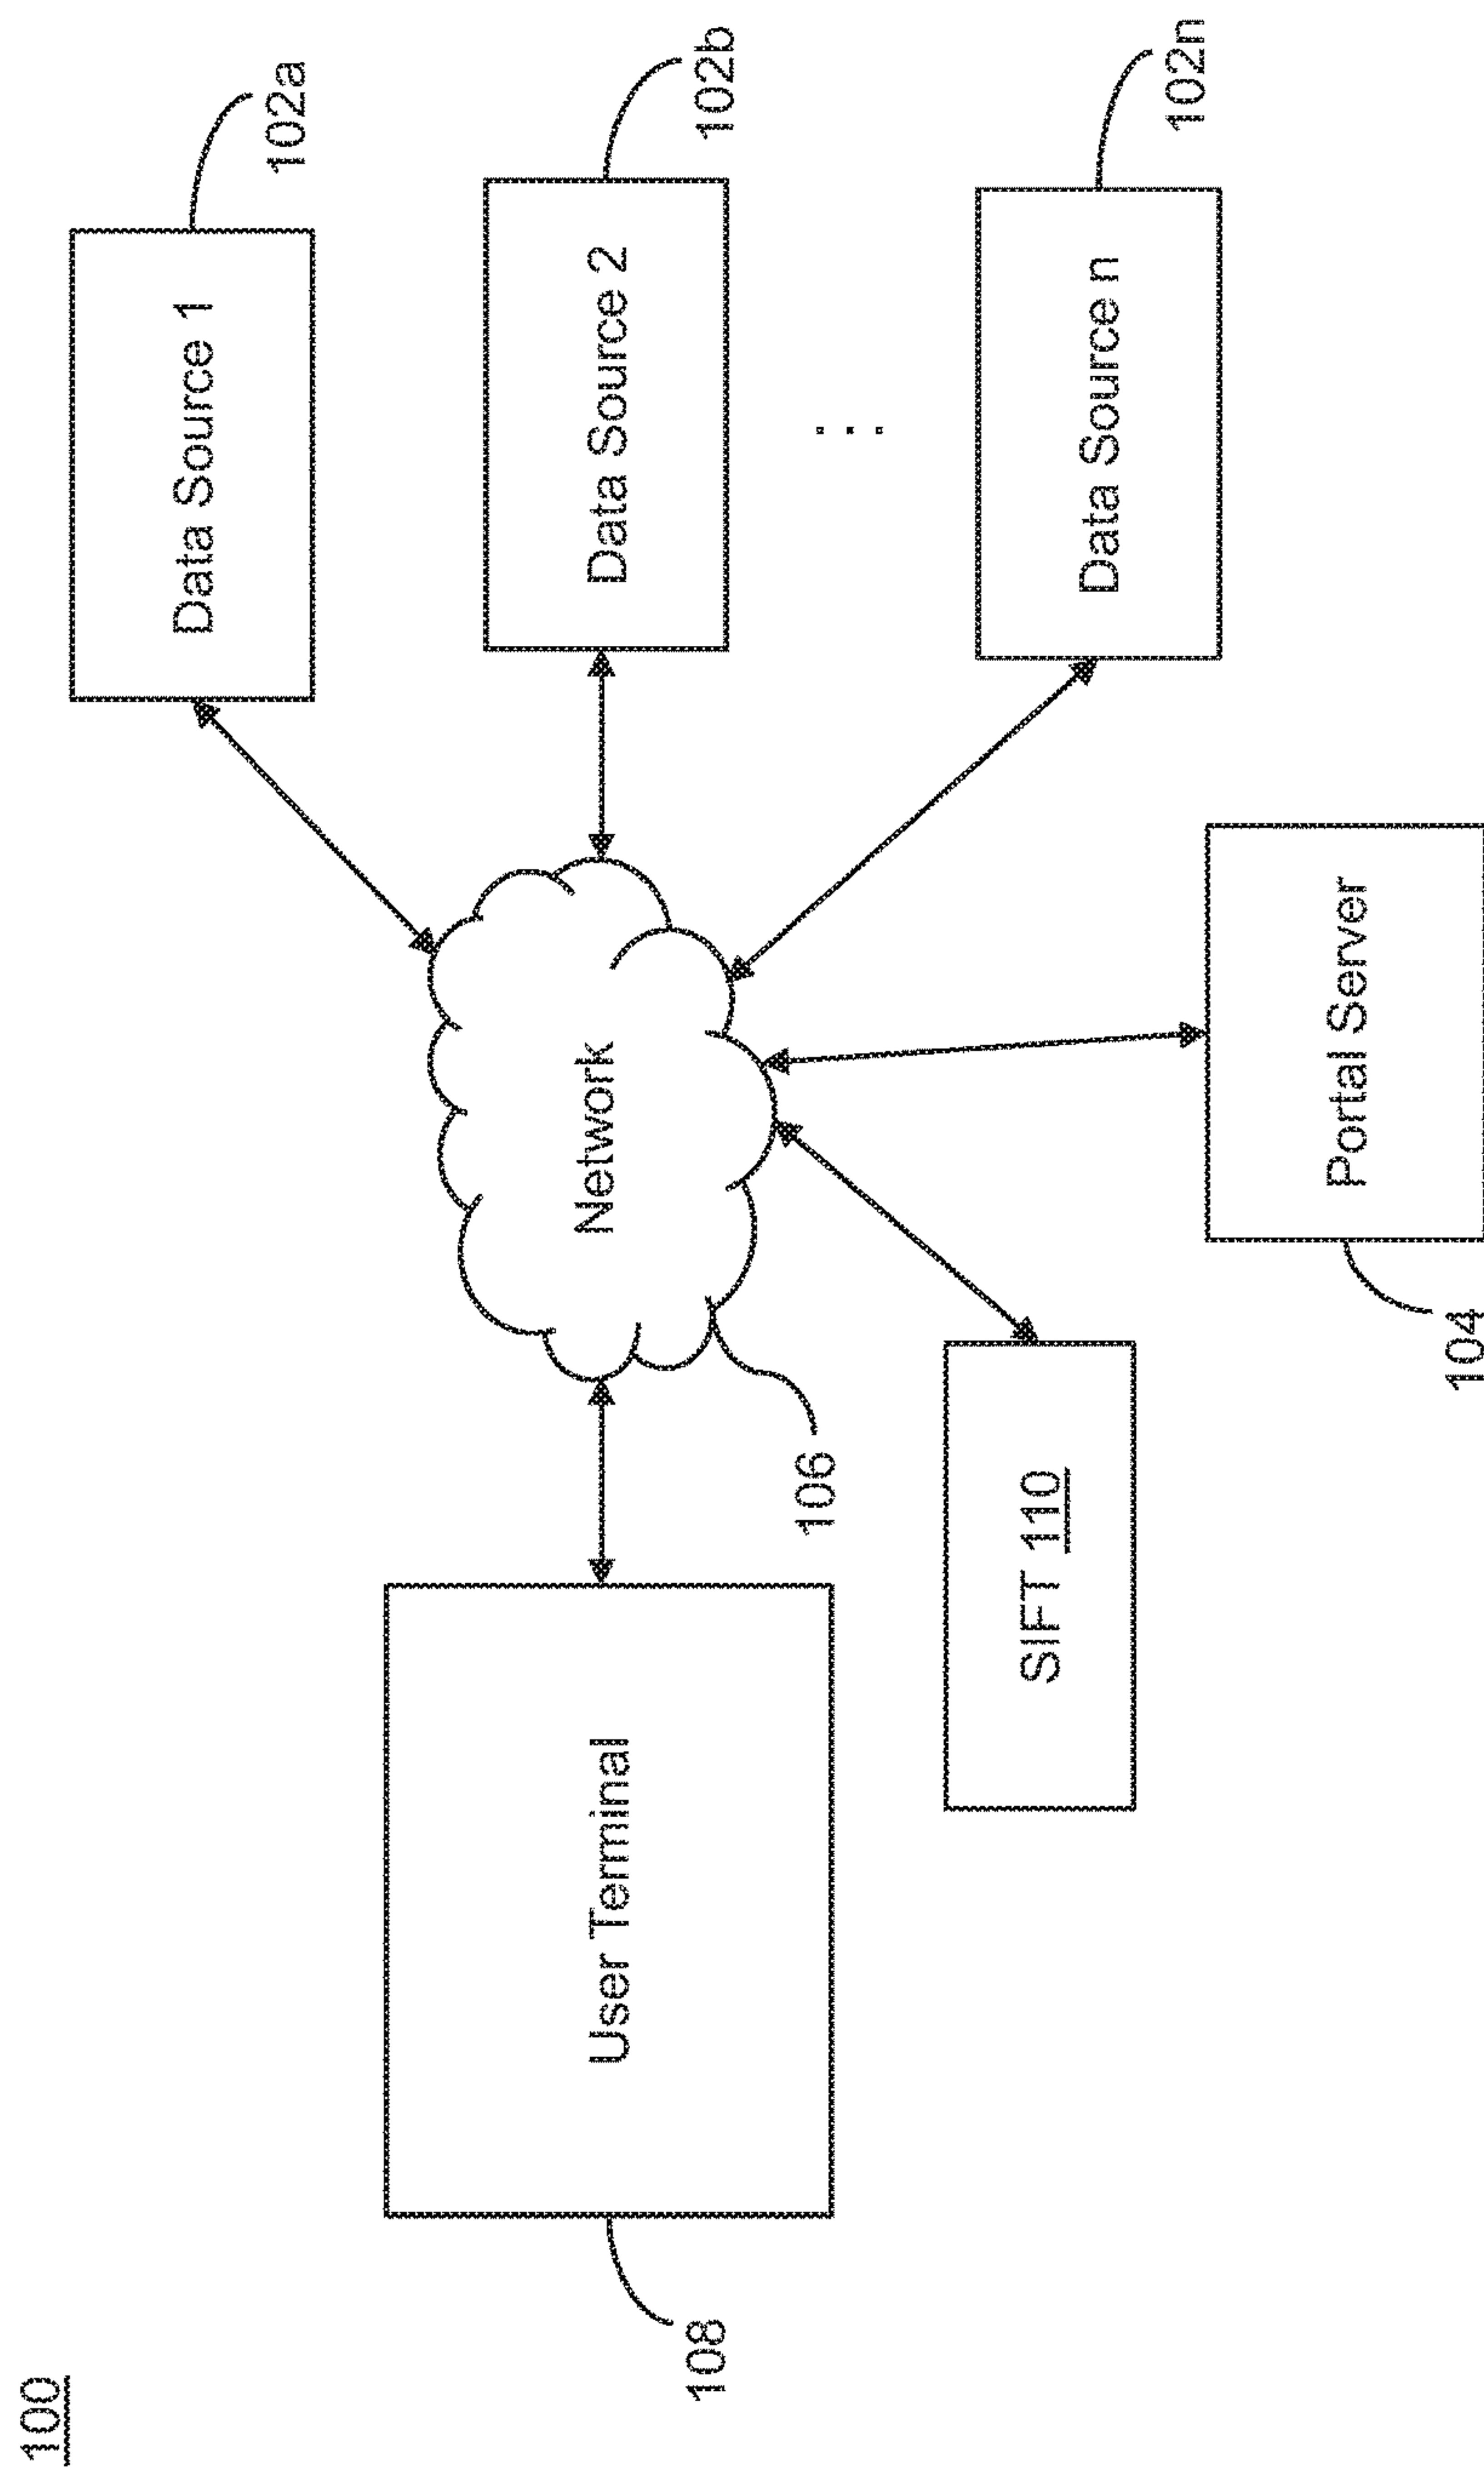 100
Data Source 1
102a
Data Source 2
102b
. . .
Data Source n
102n
Network
106
User Terminal
108
SIFT 110
Portal Server
104